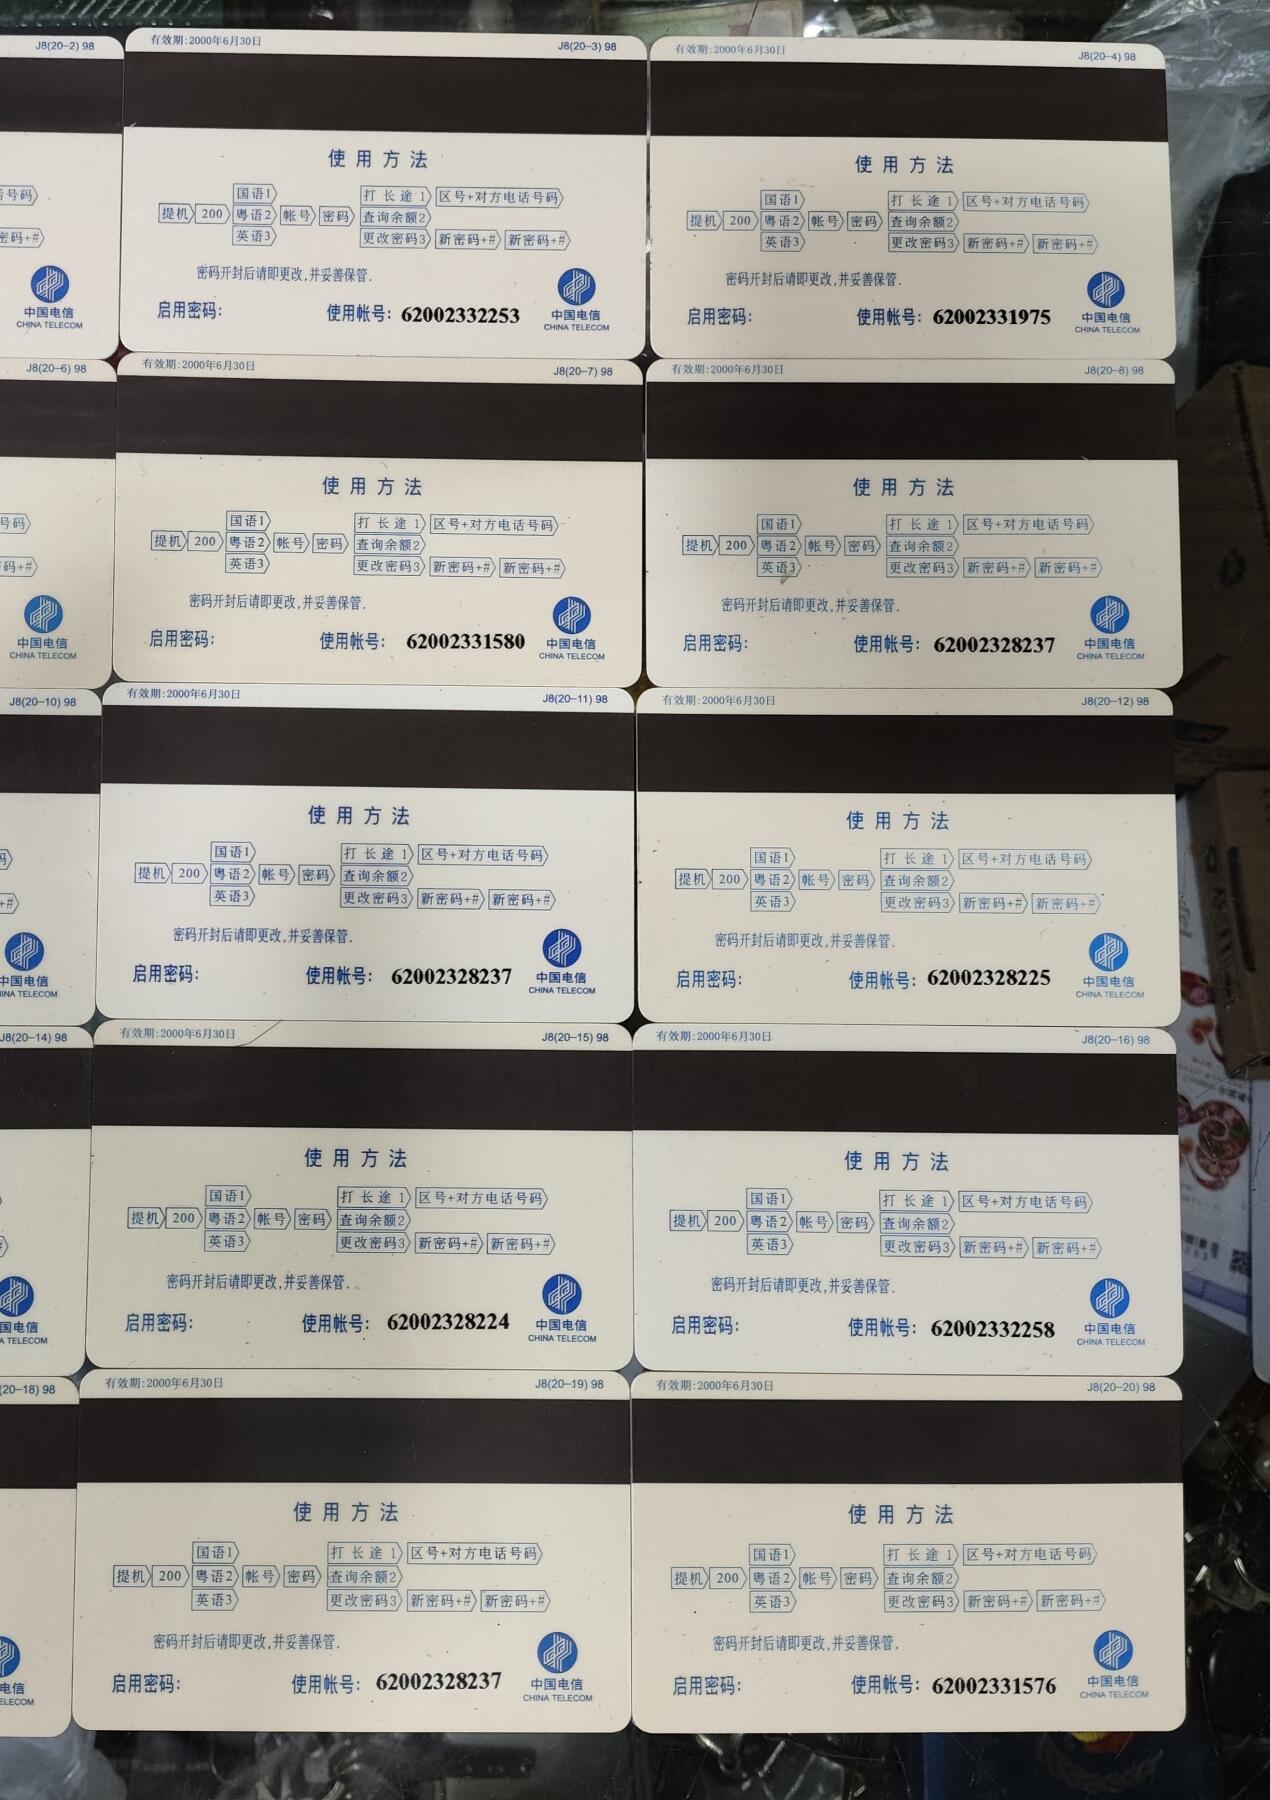 J8(20-2) 98
号码
密码+#
中国电信
CHINA TELECOM
有效期:2000年6月30日 J8(20-3) 98
使用方法
国语1 打长途1 区号+对方电话号码
提机 200 粤语2 帐号 密码 查询余额2
英语3 更改密码3 新密码+# 新密码+#
密码开封后请即更改,并妥善保管.
启用密码: 使用帐号: 62002332253
中国电信
CHINA TELECOM
有效期:2000年6月30日 J8(20-4) 98
使用方法
国语1 打长途1 区号+对方电话号码
提机 200 粤语2 帐号 密码 查询余额2
英语3 更改密码3 新密码+# 新密码+#
密码开封后请即更改,并妥善保管.
启用密码: 使用帐号: 62002331975
中国电信
CHINA TELECOM
J8(20-6) 98
号码
码+#
中国电信
CHINA TELECOM
有效期:2000年6月30日 J8(20-7) 98
使用方法
国语1 打长途1 区号+对方电话号码
提机 200 粤语2 帐号 密码 查询余额2
英语3 更改密码3 新密码+# 新密码+#
密码开封后请即更改,并妥善保管.
启用密码: 使用帐号: 62002331580
中国电信
CHINA TELECOM
有效期:2000年6月30日 J8(20-8) 98
使用方法
国语1 打长途1 区号+对方电话号码
提机 200 粤语2 帐号 密码 查询余额2
英语3 更改密码3 新密码+# 新密码+#
密码开封后请即更改,并妥善保管.
启用密码: 使用帐号: 62002328237
中国电信
CHINA TELECOM
J8(20-10) 98
码
+#
中国电信
INA TELECOM
有效期:2000年6月30日 J8(20-11) 98
使用方法
国语1 打长途1 区号+对方电话号码
提机 200 粤语2 帐号 密码 查询余额2
英语3 更改密码3 新密码+# 新密码+#
密码开封后请即更改,并妥善保管.
启用密码: 使用帐号: 62002328237
中国电信
CHINA TELECOM
有效期:2000年6月30日 J8(20-12) 98
使用方法
国语1 打长途1 区号+对方电话号码
提机 200 粤语2 帐号 密码 查询余额2
英语3 更改密码3 新密码+# 新密码+#
密码开封后请即更改,并妥善保管.
启用密码: 使用帐号: 62002328225
中国电信
CHINA TELECOM
J8(20-14) 98
国电信
A TELECOM
有效期:2000年6月30日 J8(20-15) 98
使用方法
国语1 打长途1 区号+对方电话号码
提机 200 粤语2 帐号 密码 查询余额2
英语3 更改密码3 新密码+# 新密码+#
密码开封后请即更改,并妥善保管.
启用密码: 使用帐号: 62002328224
中国电信
CHINA TELECOM
有效期:2000年6月30日 J8(20-16) 98
使用方法
国语1 打长途1 区号+对方电话号码
提机 200 粤语2 帐号 密码 查询余额2
英语3 更改密码3 新密码+# 新密码+#
密码开封后请即更改,并妥善保管.
启用密码: 使用帐号: 62002332258
中国电信
CHINA TELECOM
(20-18) 98
电信
ELECOM
有效期:2000年6月30日 J8(20-19) 98
使用方法
国语1 打长途1 区号+对方电话号码
提机 200 粤语2 帐号 密码 查询余额2
英语3 更改密码3 新密码+# 新密码+#
密码开封后请即更改,并妥善保管.
启用密码: 使用帐号: 62002328237
中国电信
CHINA TELECOM
有效期:2000年6月30日 J8(20-20) 98
使用方法
国语1 打长途1 区号+对方电话号码
提机 200 粤语2 帐号 密码 查询余额2
英语3 更改密码3 新密码+# 新密码+#
密码开封后请即更改,并妥善保管.
启用密码: 使用帐号: 62002331576
中国电信
CHINA TELECOM